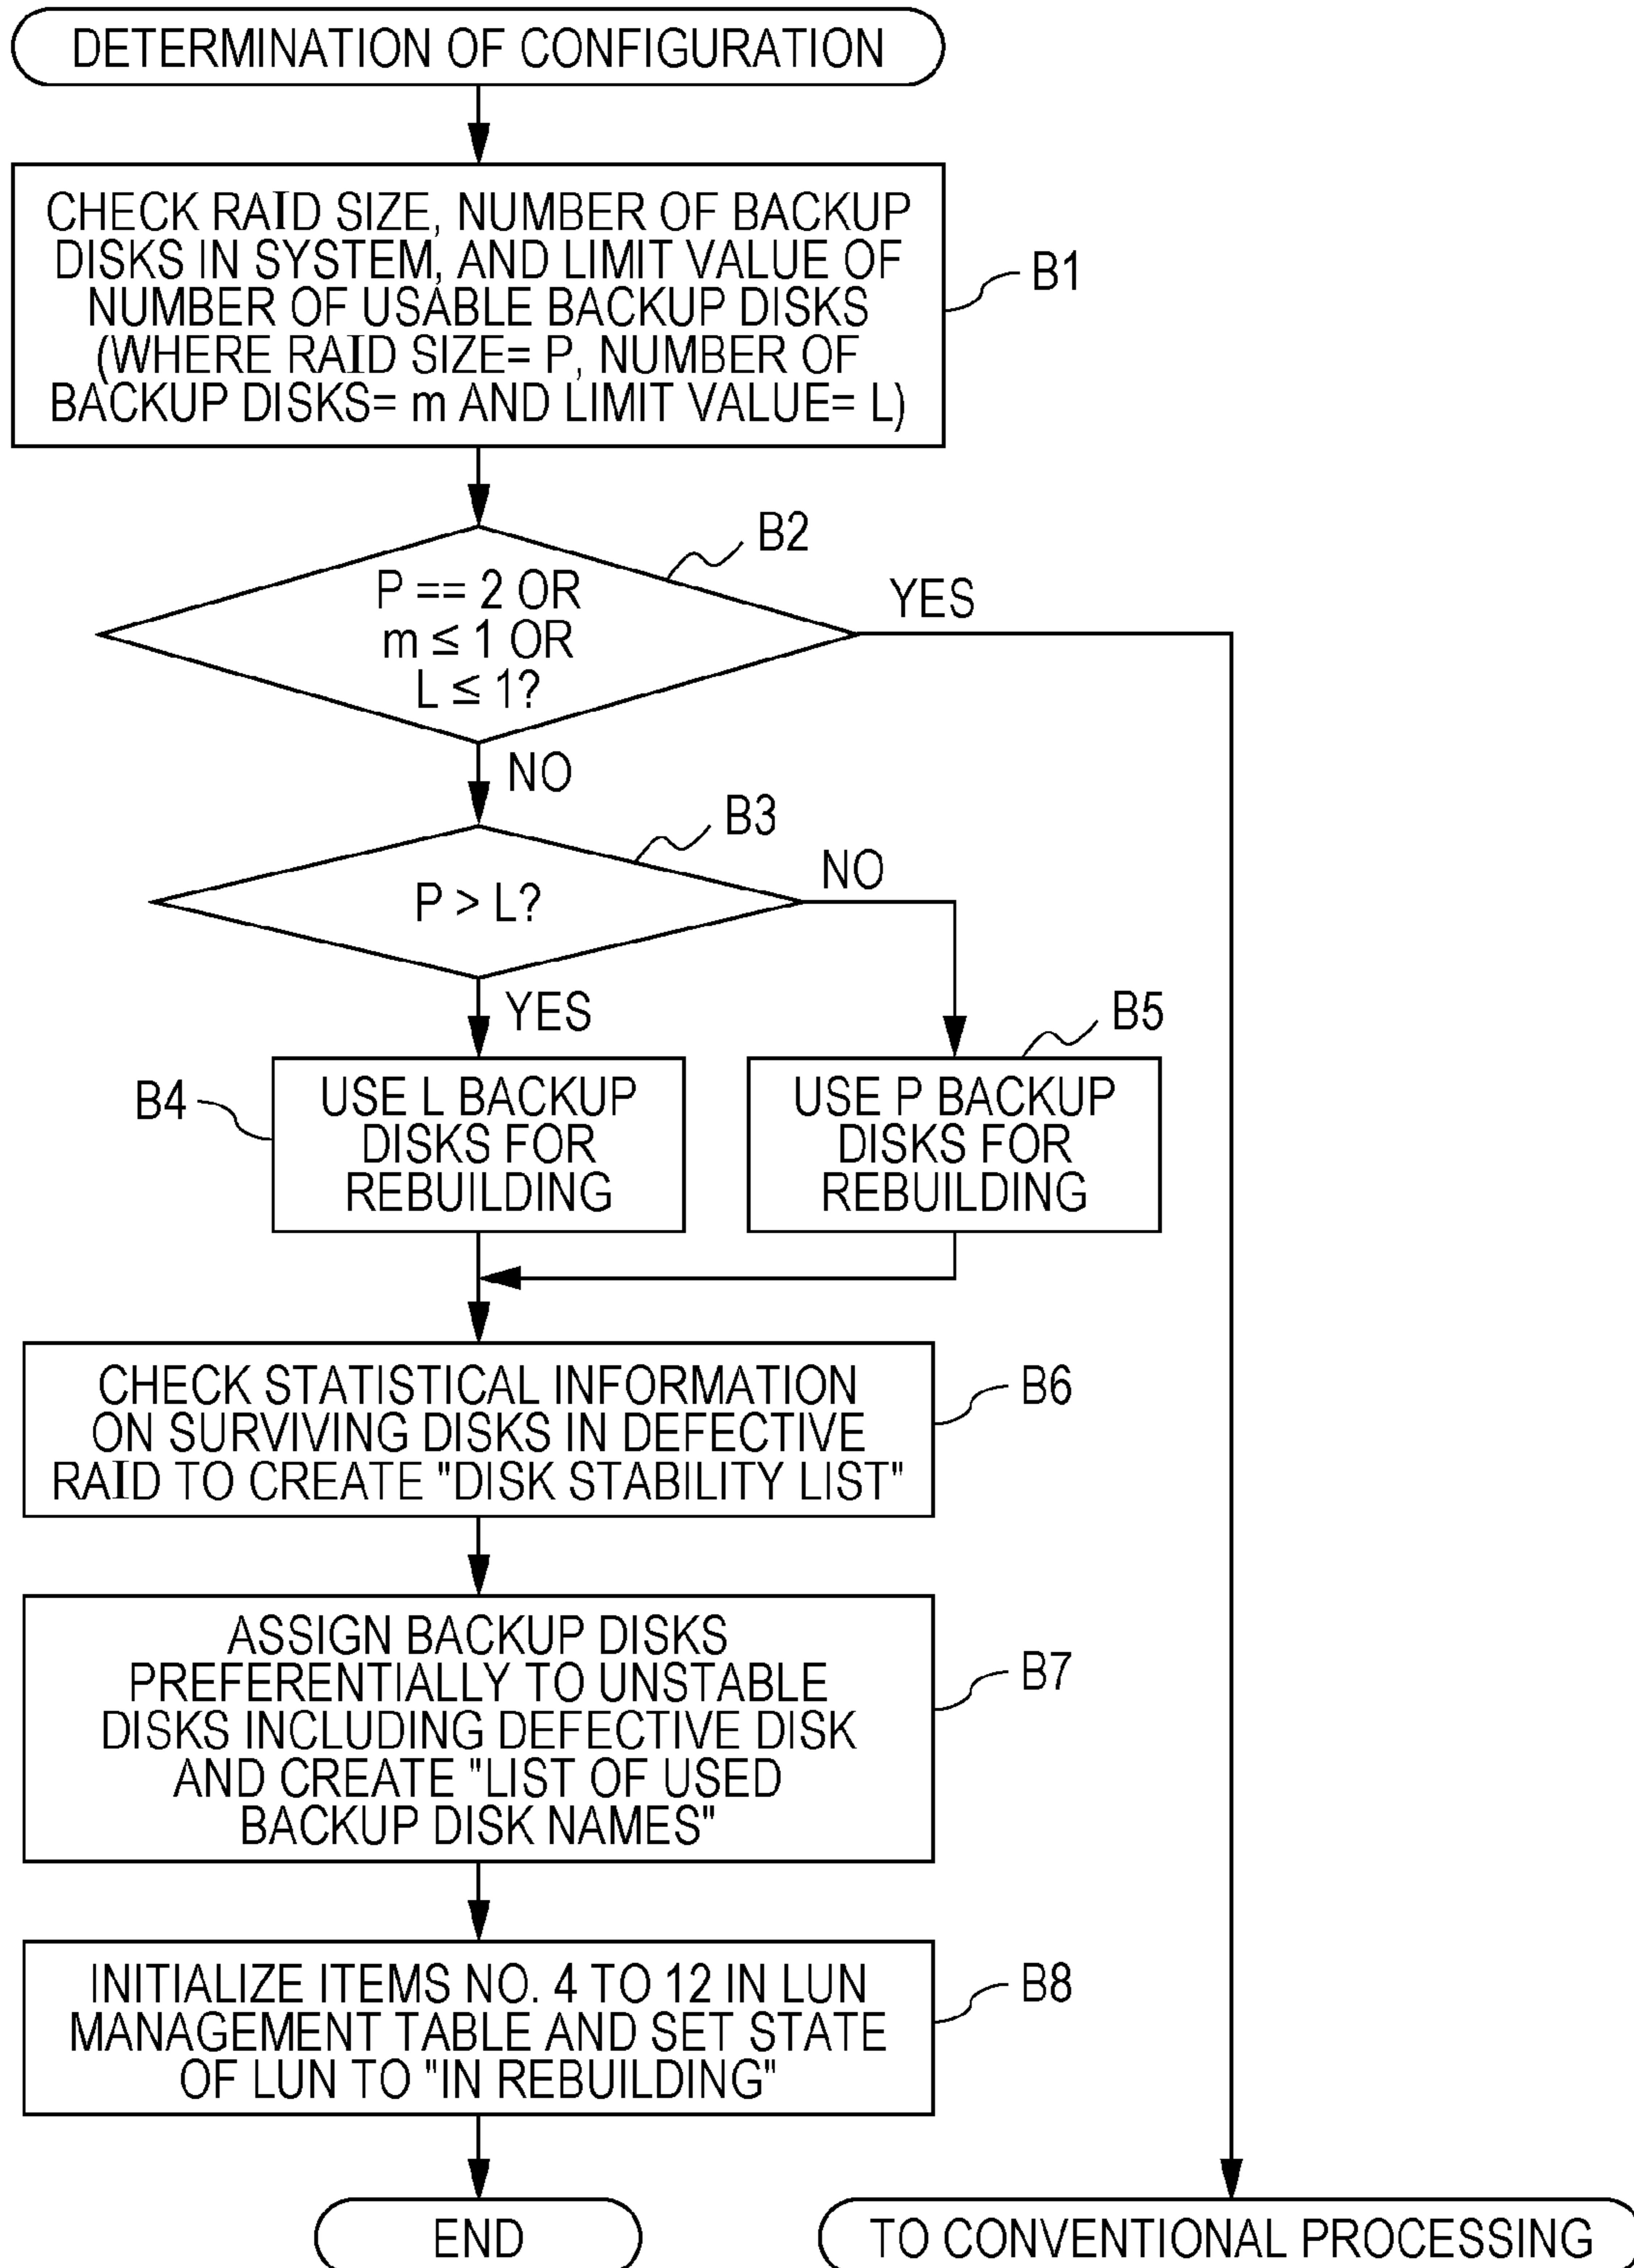 DETERMINATION OF CONFIGURATION
CHECK RAID SIZE, NUMBER OF BACKUP
DISKS IN SYSTEM, AND LIMIT VALUE OF
NUMBER OF USABLE BACKUP DISKS
(WHERE RAID SIZE= P, NUMBER OF
BACKUP DISKS= m AND LIMIT VALUE= L)
B1
B2
P == 2 OR
m ≤ 1 OR
L ≤ 1?
YES
NO
B3
P > L?
NO
YES
B4
USE L BACKUP
DISKS FOR
REBUILDING
B5
USE P BACKUP
DISKS FOR
REBUILDING
CHECK STATISTICAL INFORMATION
ON SURVIVING DISKS IN DEFECTIVE
RAID TO CREATE "DISK STABILITY LIST"
B6
ASSIGN BACKUP DISKS
PREFERENTIALLY TO UNSTABLE
DISKS INCLUDING DEFECTIVE DISK
AND CREATE "LIST OF USED
BACKUP DISK NAMES"
B7
INITIALIZE ITEMS NO. 4 TO 12 IN LUN
MANAGEMENT TABLE AND SET STATE
OF LUN TO "IN REBUILDING"
B8
END
TO CONVENTIONAL PROCESSING